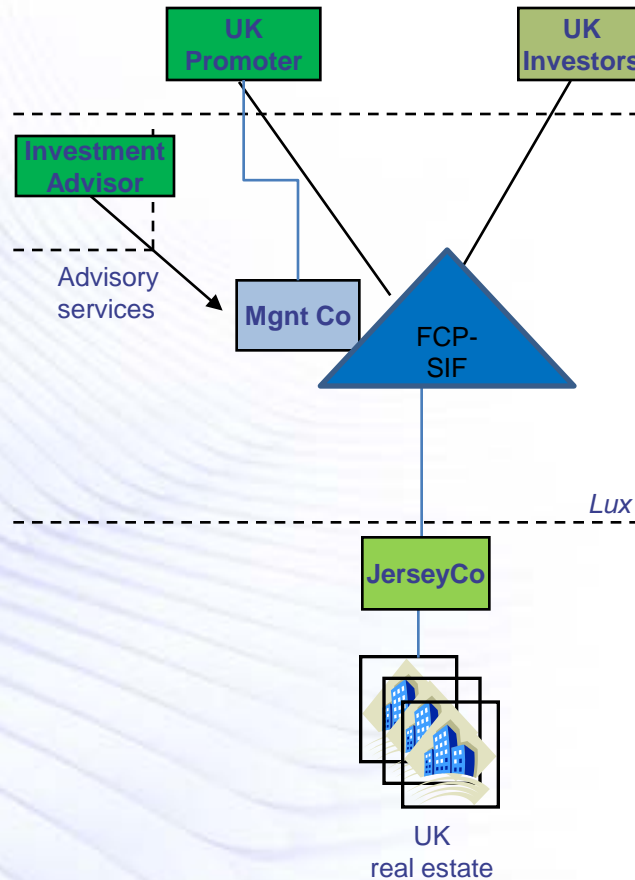 UK
Promoter
UK
Investors
Investment
Advisor
Advisory
services
Mgnt Co
FCP-
SIF
Lux
JerseyCo
UK
real estate